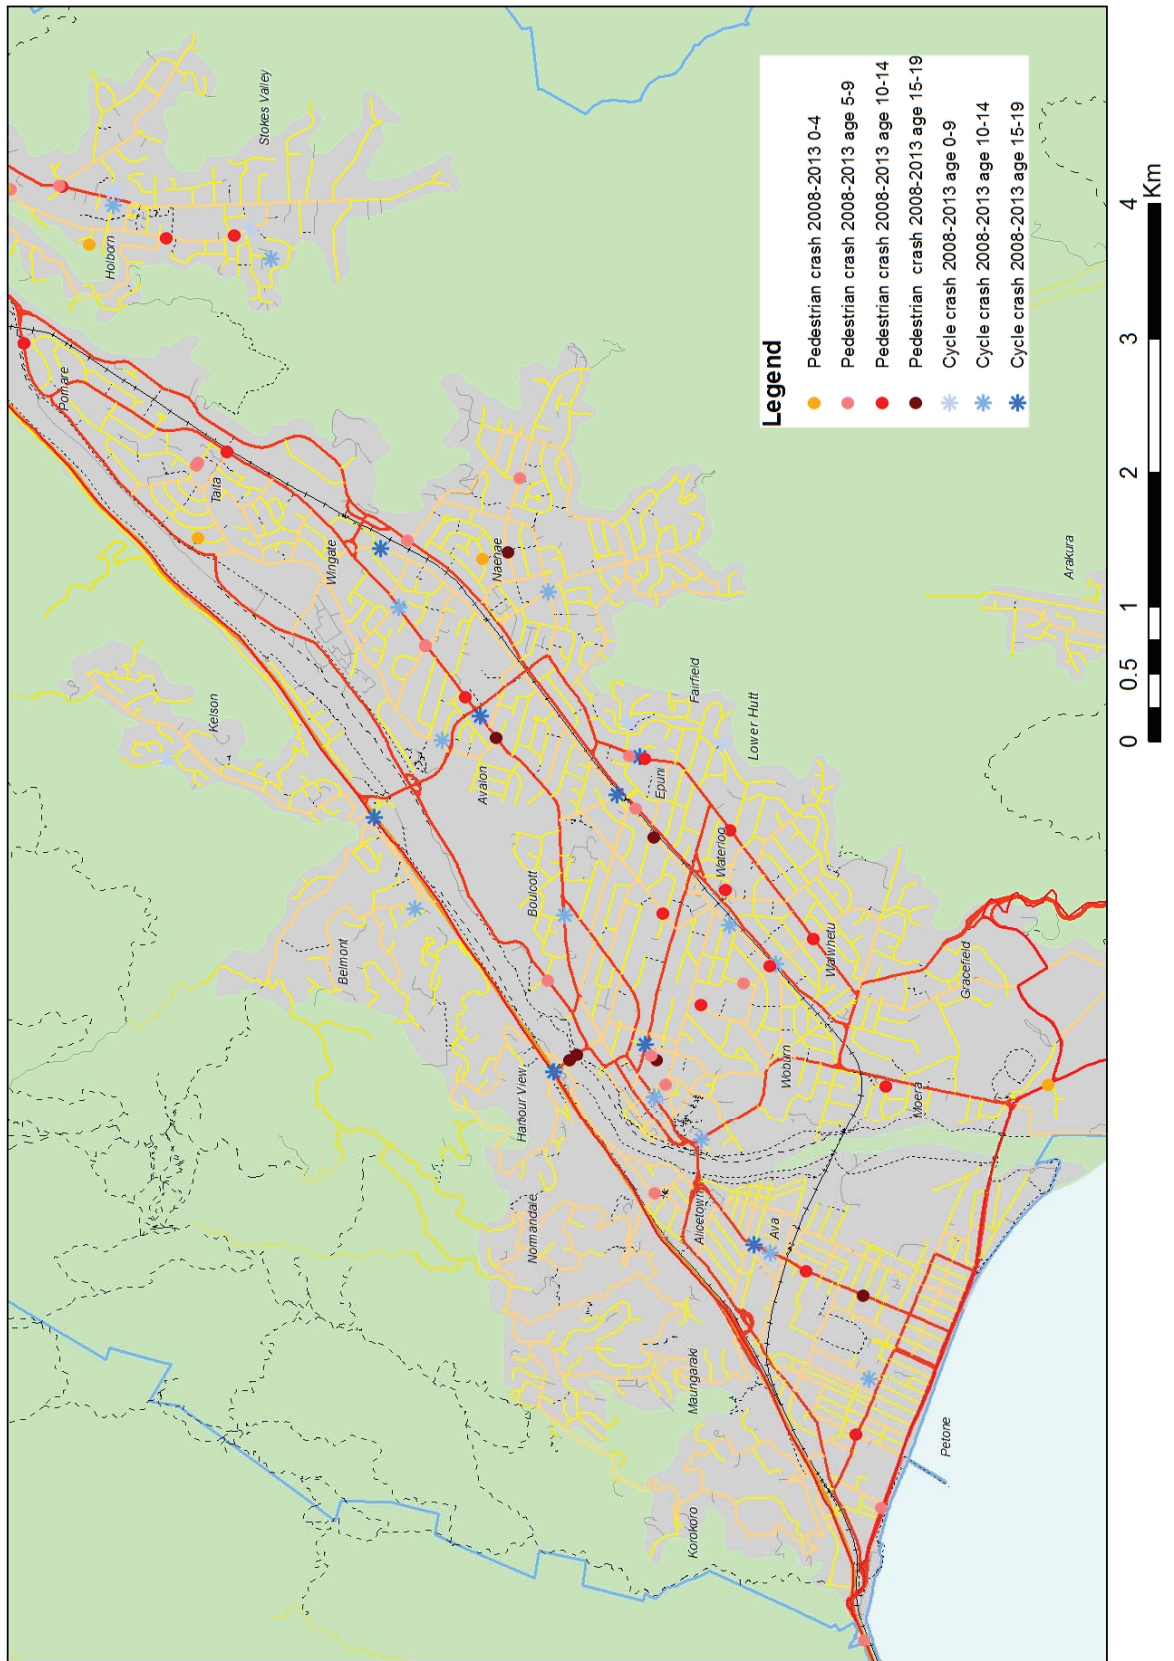 Stokes Valley
Holborn
Pomare
Taita
Wingate
Naenae
Arakura
Kelson
Fairfield
Lower Hutt
Avalon
Epuni
Boulcott
Waterloo
Belmont
Waiwhetu
Gracefield
Harbour View
Woburn
Moera
Normandale
Alicetown
Ava
Maungaraki
Petone
Korokoro
Legend
Pedestrian crash 2008-2013 0-4
Pedestrian crash 2008-2013 age 5-9
Pedestrian crash 2008-2013 age 10-14
Pedestrian crash 2008-2013 age 15-19
Cycle crash 2008-2013 age 0-9
Cycle crash 2008-2013 age 10-14
Cycle crash 2008-2013 age 15-19
0 0.5 1 2 3 4
Km